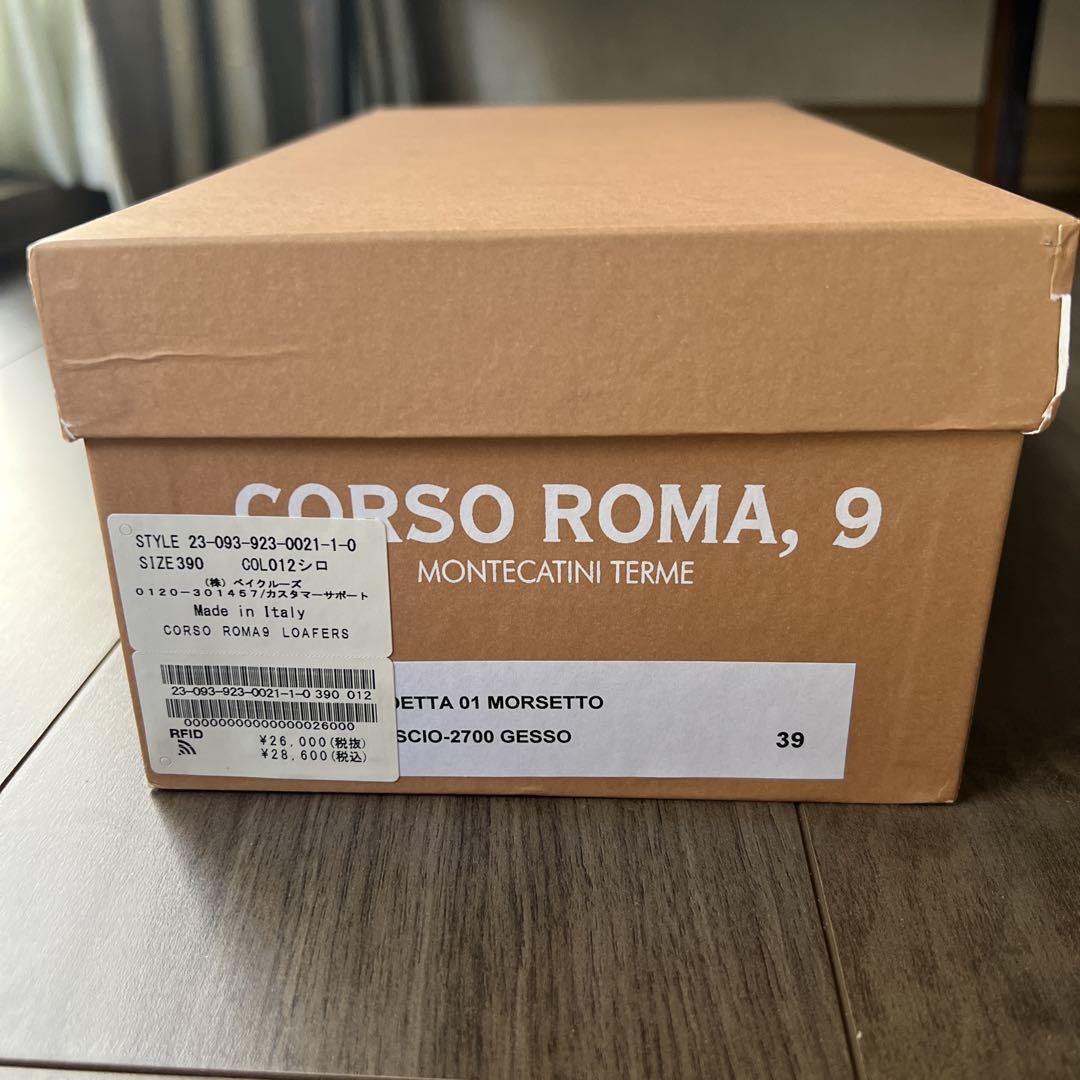 CORSO ROMA, 9
MONTECATINI TERME
STYLE 23-093-923-0021-1-0
SIZE390 COL012シロ
(株) ベイクルーズ
0120-301457/カスタマーサポート
Made in Italy
CORSO ROMA9 LOAFERS
23-093-923-0021-1-0 390 012
00000000000000026000
RFID
¥26,000(税抜)
¥28,600(税込)
DETTA 01 MORSETTO
SCIO-2700 GESSO
39